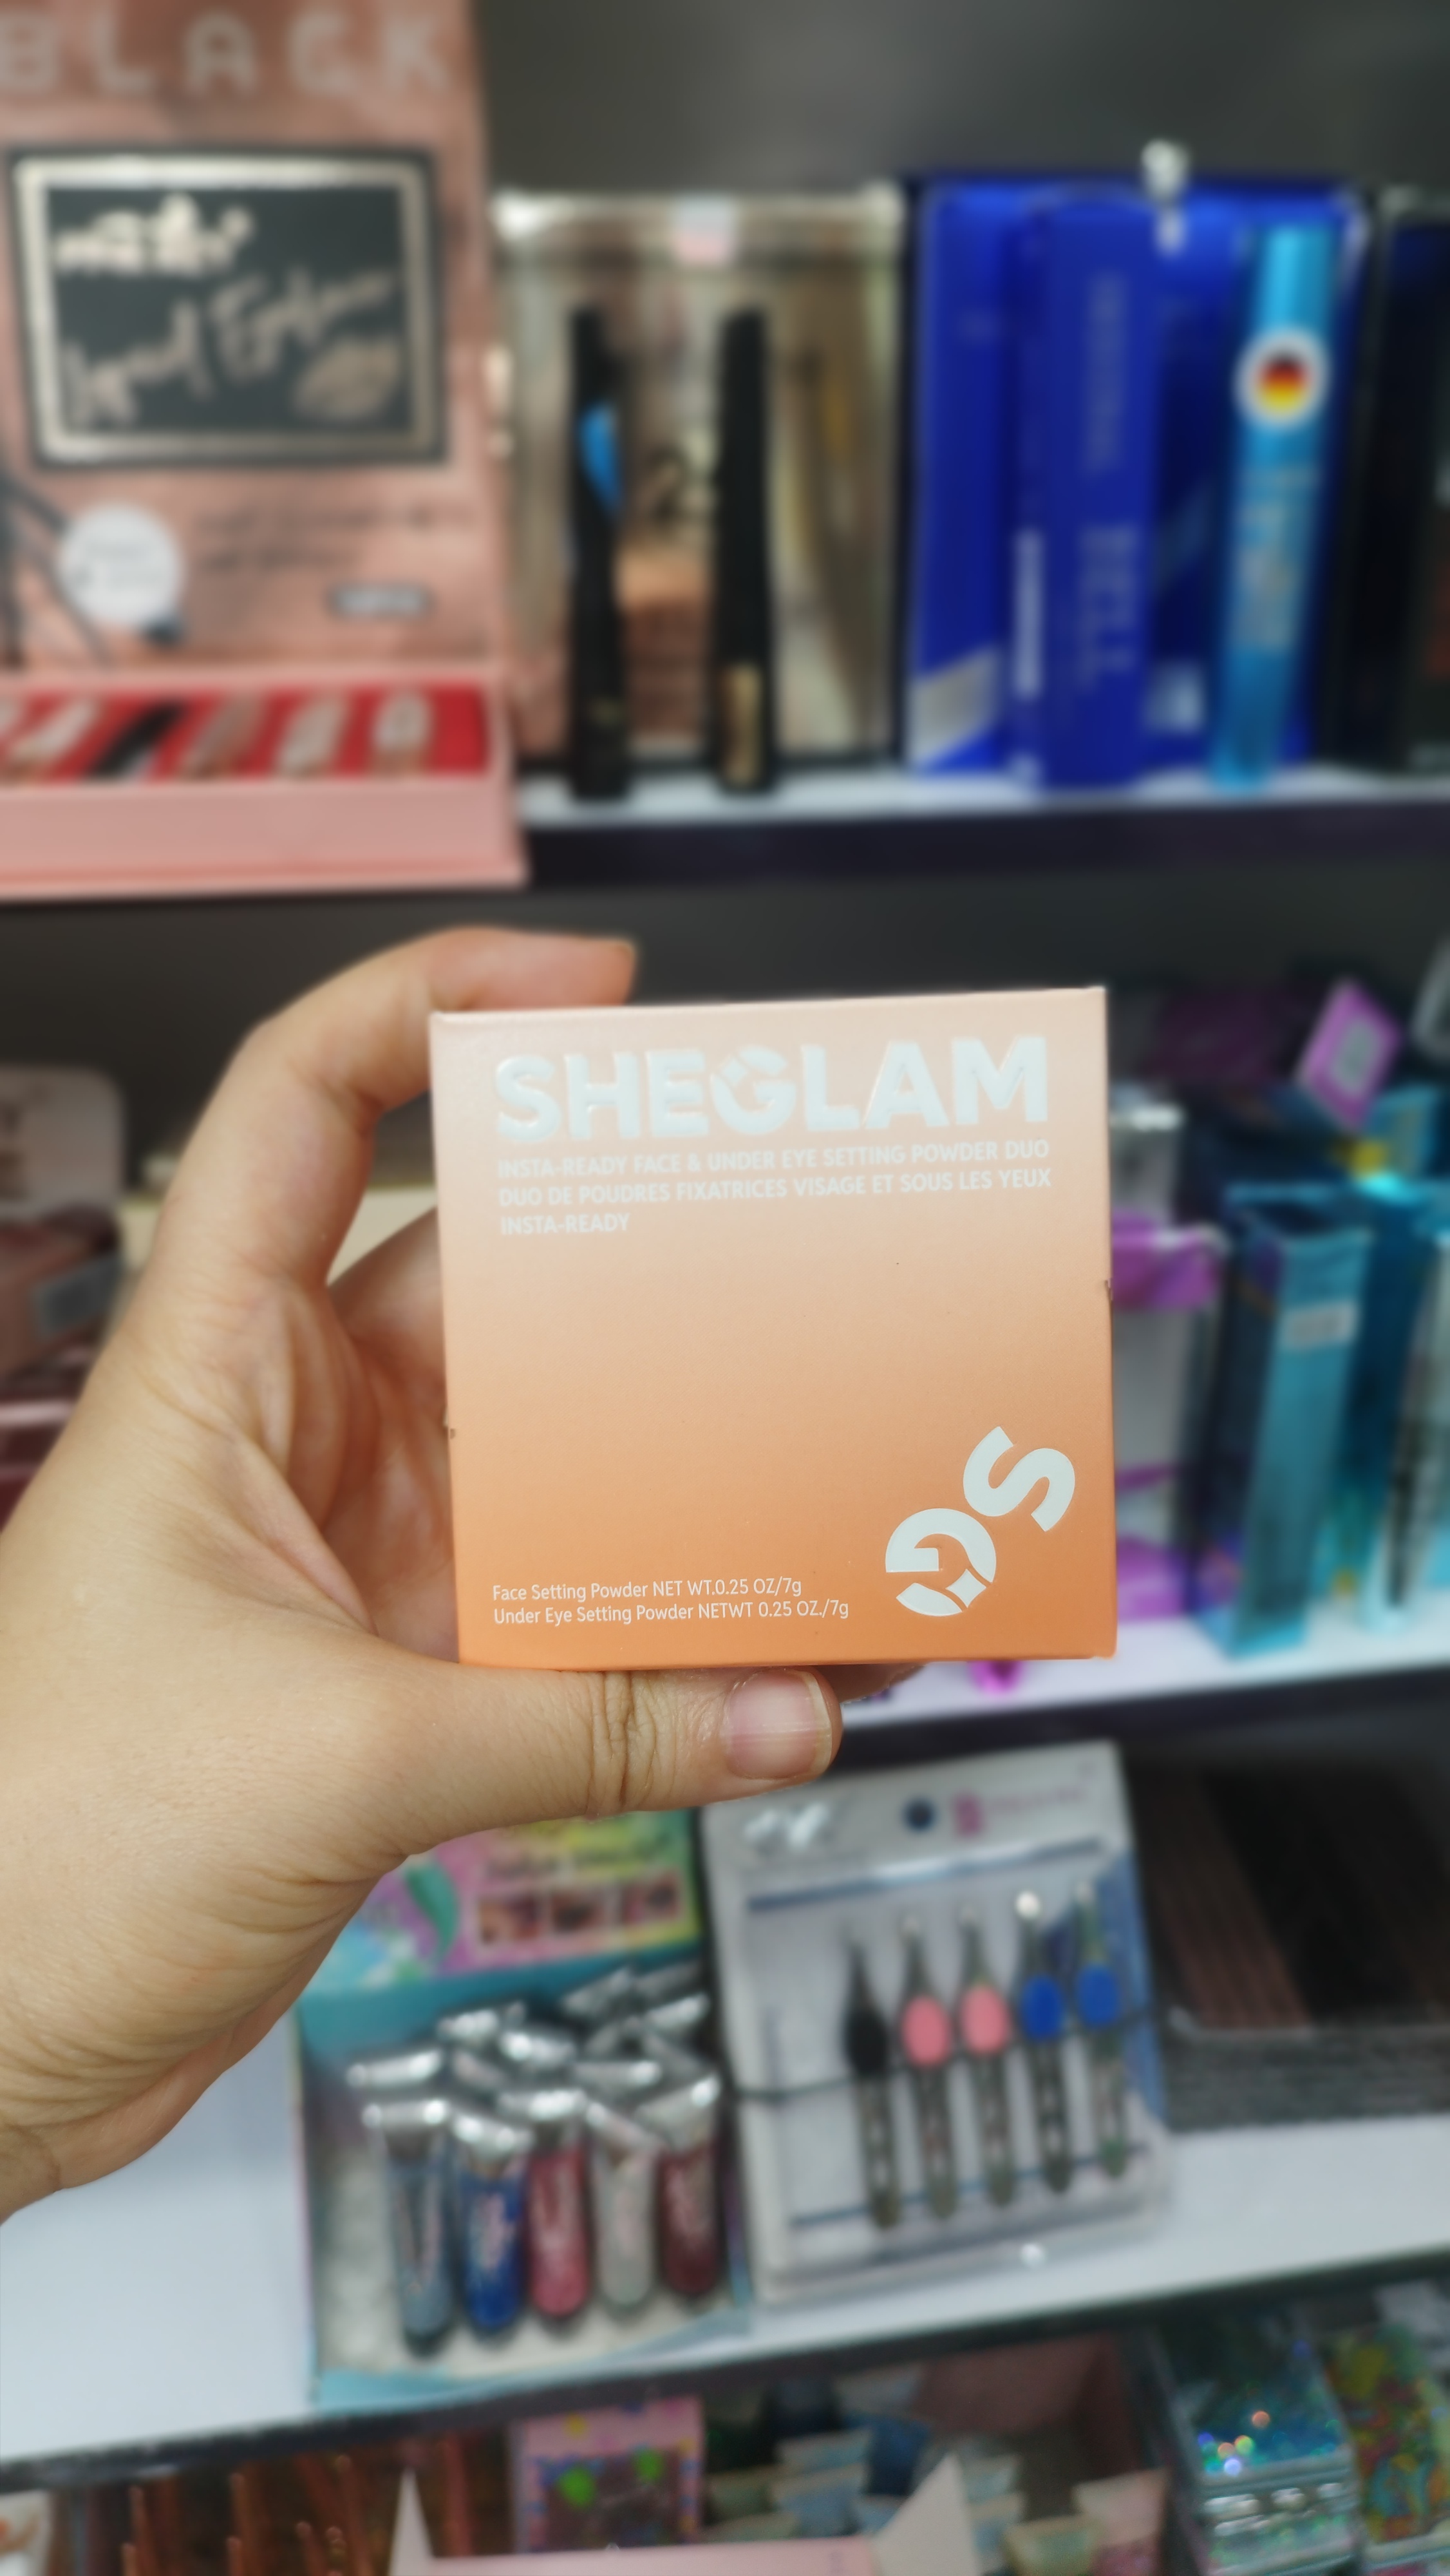 BLACK
SHEGLAM
INSTA-READY FACE & UNDER EYE SETTING POWDER DUO
DUO DE POUDRES FIXATRICES VISAGE ET SOUS LES YEUX
INSTA-READY
SG
Face Setting Powder NET WT.0.25 OZ/7g
Under Eye Setting Powder NETWT 0.25 OZ./7g